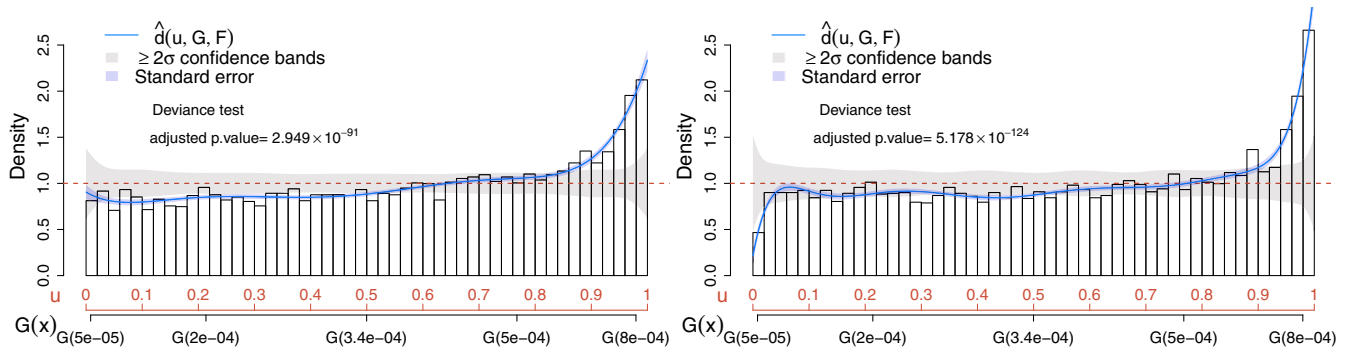 d̂(u, G, F)
≥ 2σ confidence bands
Standard error
Deviance test
adjusted p.value= 2.949×10⁻⁹¹
Density
0.0 0.5 1.0 1.5 2.0 2.5
u 0 0.1 0.2 0.3 0.4 0.5 0.6 0.7 0.8 0.9 1
G(x) G(5e−05) G(2e−04) G(3.4e−04) G(5e−04) G(8e−04)
d̂(u, G, F)
≥ 2σ confidence bands
Standard error
Deviance test
adjusted p.value= 5.178×10⁻¹²⁴
Density
0.0 0.5 1.0 1.5 2.0 2.5
u 0 0.1 0.2 0.3 0.4 0.5 0.6 0.7 0.8 0.9 1
G(x) G(5e−05) G(2e−04) G(3.4e−04) G(5e−04) G(8e−04)